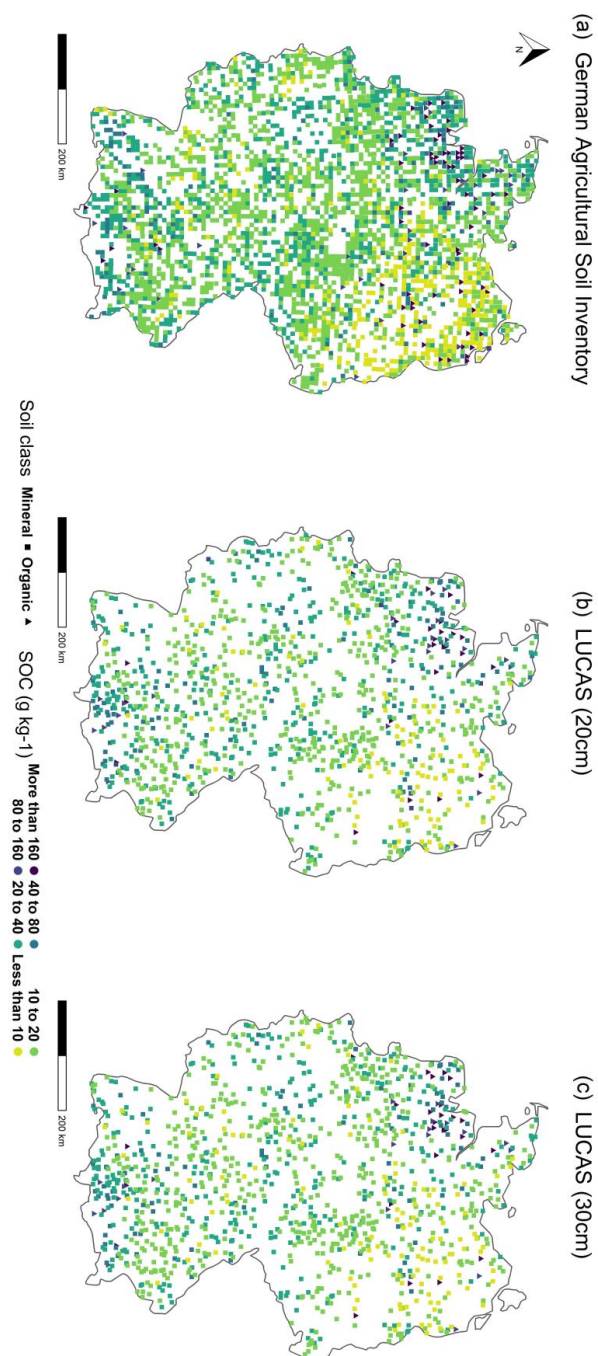 (a) German Agricultural Soil Inventory
(b) LUCAS (20cm)
(c) LUCAS (30cm)
N
200 km
200 km
200 km
Soil class Mineral Organic SOC (g kg-1) More than 160 40 to 80 10 to 20
80 to 160 20 to 40 Less than 10